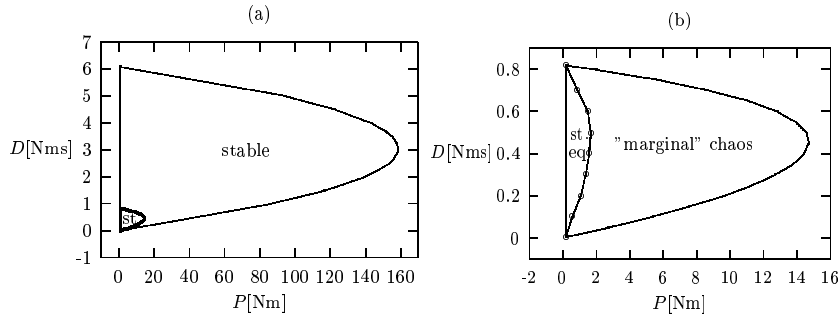 (a)
7
6
5
4
3
2
1
0
-1
D[Nms]
stable
st.
0 20 40 60 80 100 120 140 160
P[Nm]
(b)
0.8
0.6
0.4
0.2
0
D[Nms]
st.
eq.
"marginal" chaos
-2 0 2 4 6 8 10 12 14 16
P[Nm]